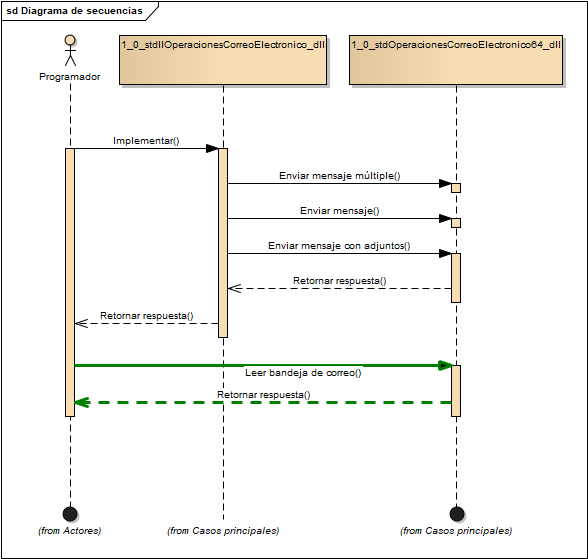 sd Diagrama de secuencias
Programador
1_0_stdllOperacionesCorreoElectronico_dll
1_0_stdOperacionesCorreoElectronico64_dll
Implementar()
Enviar mensaje múltiple()
Enviar mensaje()
Enviar mensaje con adjuntos()
Retornar respuesta()
Retornar respuesta()
Leer bandeja de correo()
Retornar respuesta()
(from Actores)
(from Casos principales)
(from Casos principales)